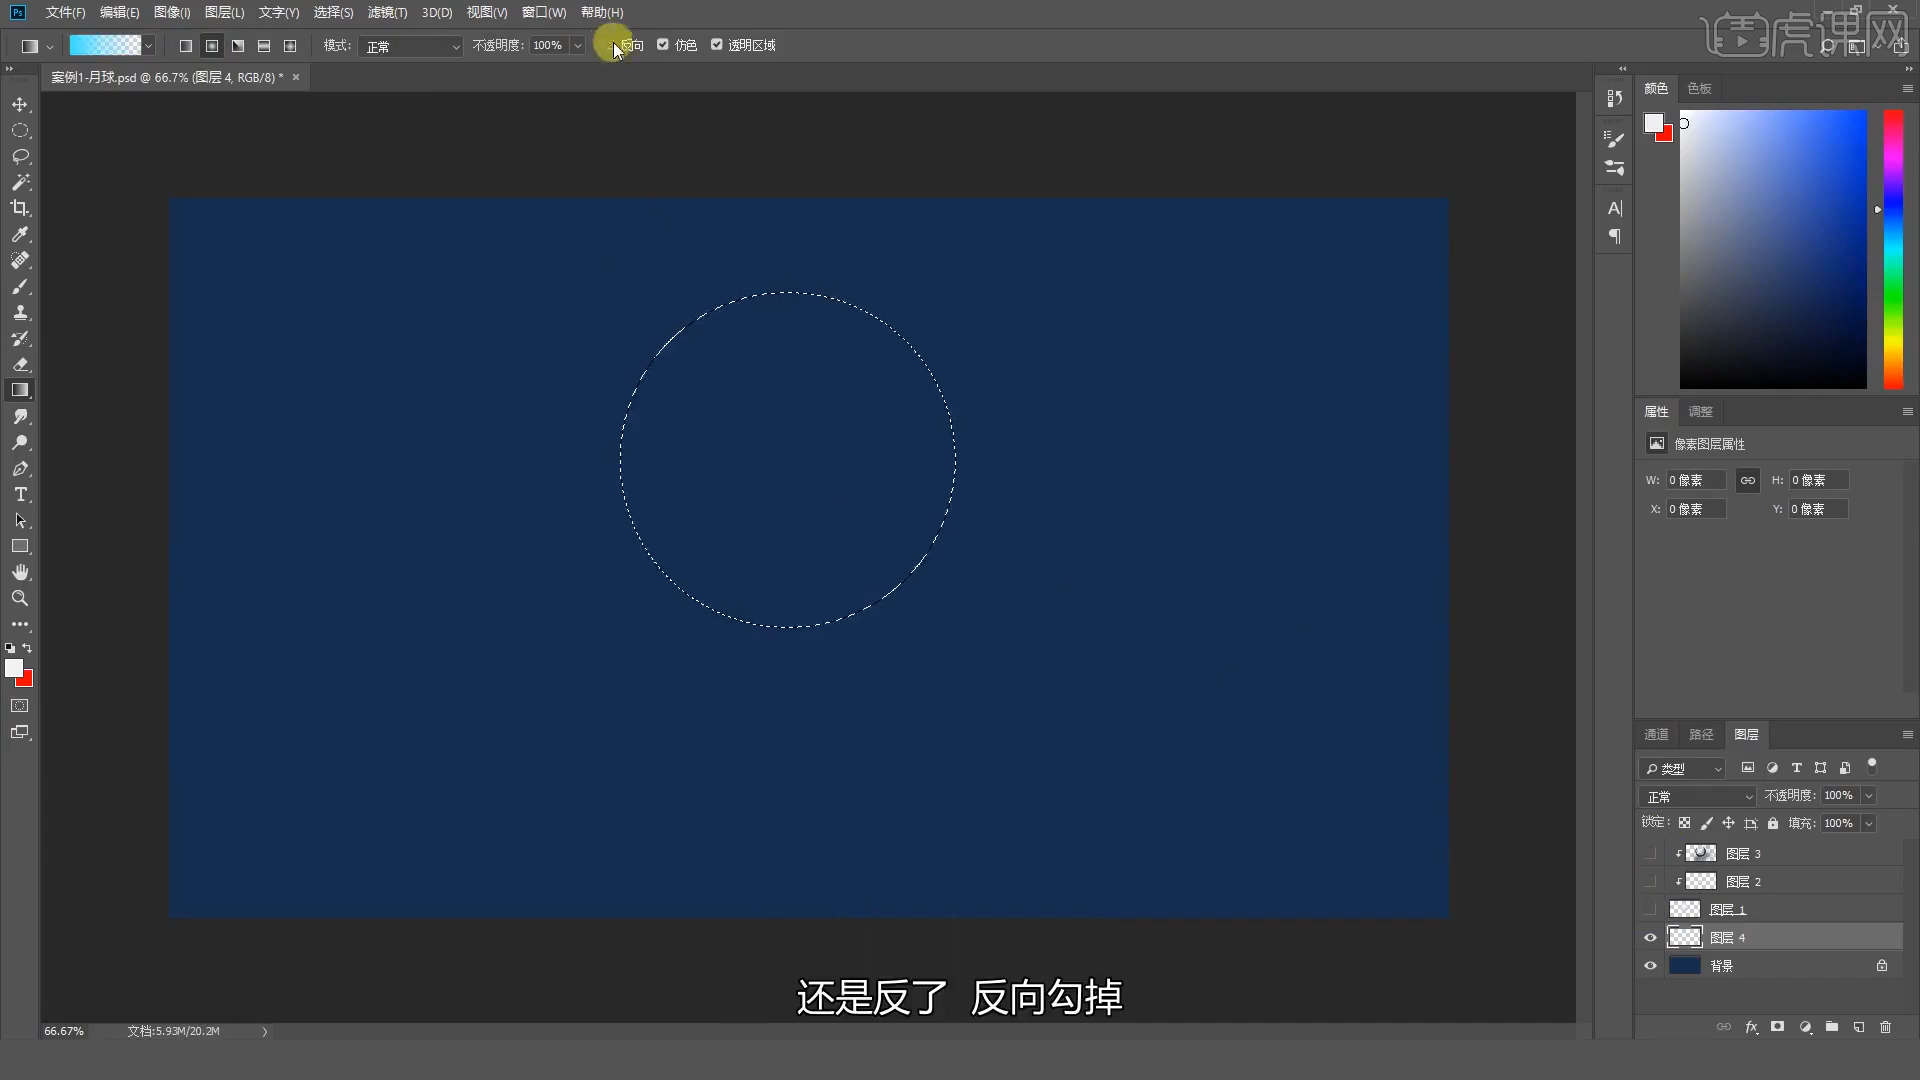 Ps 文件(F) 编辑(E) 图像(I) 图层(L) 文字(Y) 选择(S) 滤镜(T) 3D(D) 视图(V) 窗口(W) 帮助(H)
模式: 正常 不透明度: 100% 反向 仿色 透明区域
虎课网
案例1-月球.psd @ 66.7% (图层 4, RGB/8) * ×
颜色 色板
属性 调整
像素图层属性
W: 0 像素 H: 0 像素
X: 0 像素 Y: 0 像素
通道 路径 图层
类型
正常 不透明度: 100%
锁定: 填充: 100%
图层 3
图层 2
图层 1
图层 4
背景
还是反了 反向勾掉
66.67% 文档:5.93M/20.2M